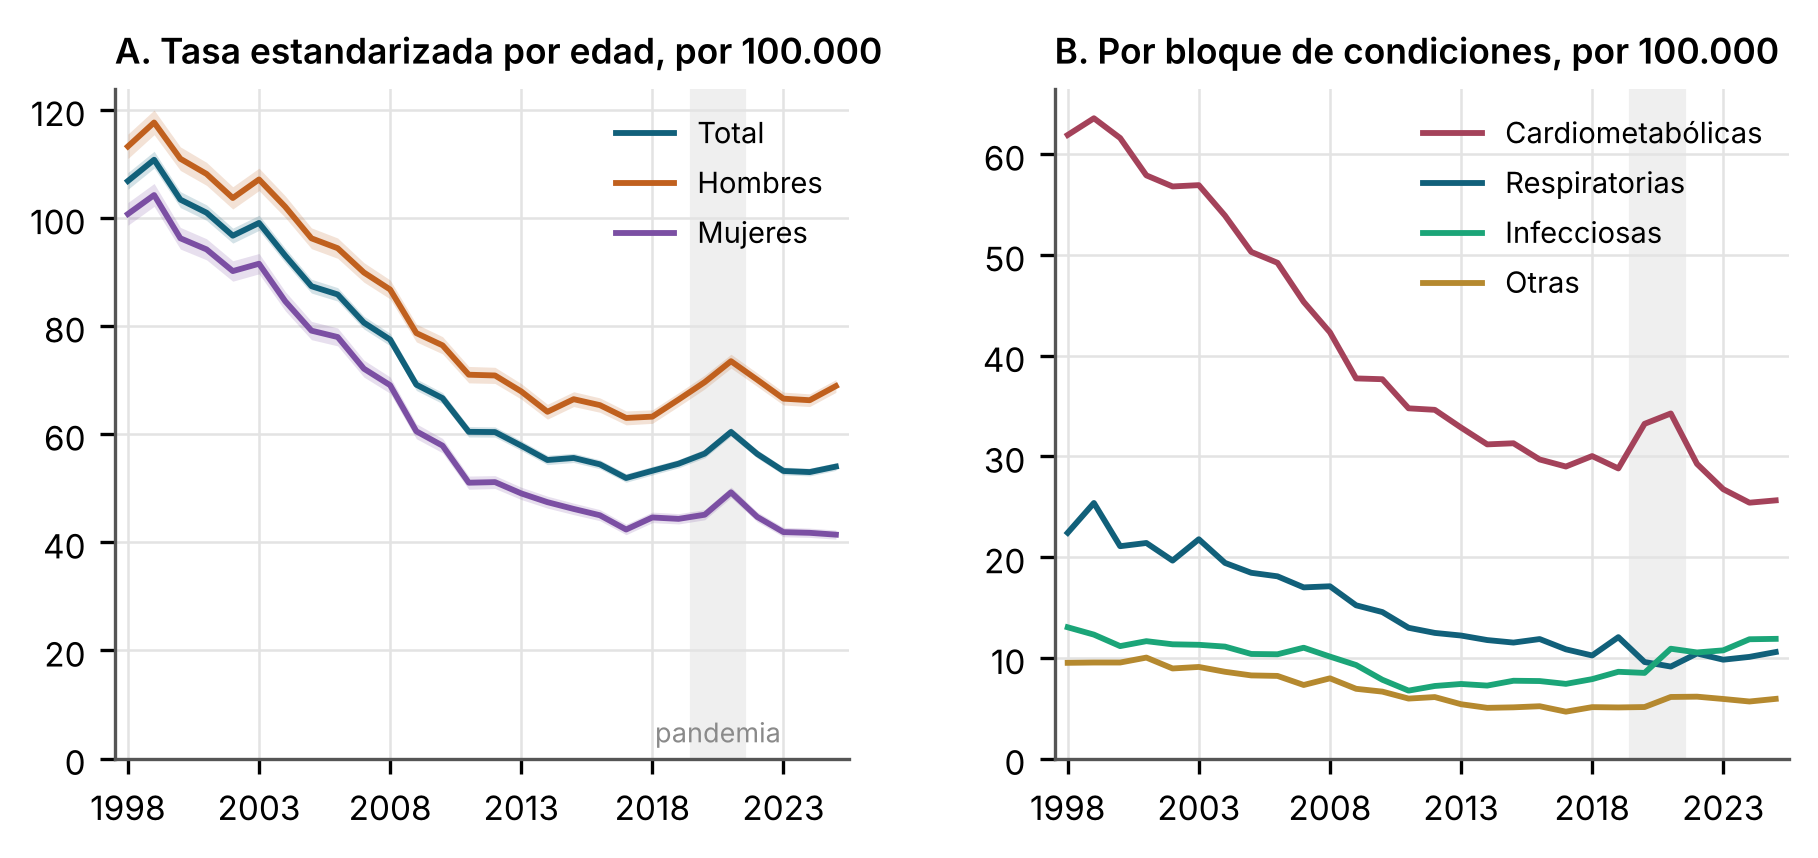 A. Tasa estandarizada por edad, por 100.000
120
100
80
60
40
20
0
Total
Hombres
Mujeres
pandemia
1998 2003 2008 2013 2018 2023
B. Por bloque de condiciones, por 100.000
60
50
40
30
20
10
0
Cardiometabólicas
Respiratorias
Infecciosas
Otras
1998 2003 2008 2013 2018 2023